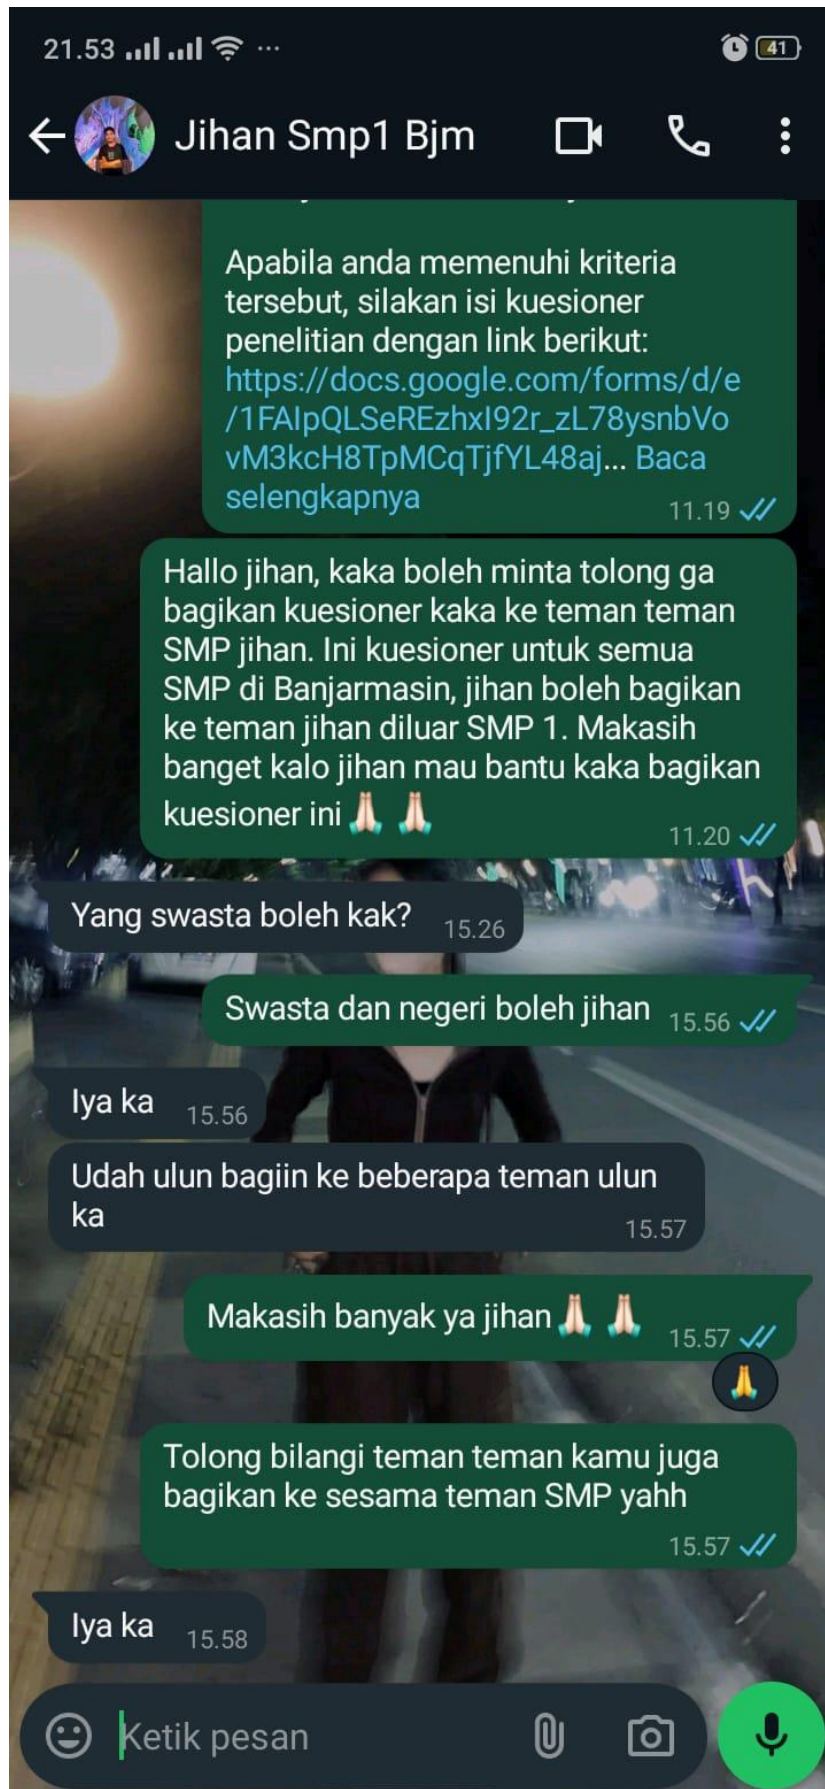 21.53
41
Jihan Smp1 Bjm
Apabila anda memenuhi kriteria
tersebut, silakan isi kuesioner
penelitian dengan link berikut:
https://docs.google.com/forms/d/e
/1FAIpQLSeREzhxI92r_zL78ysnbVo
vM3kcH8TpMCqTjfYL48aj... Baca
selengkapnya
11.19
Hallo jihan, kaka boleh minta tolong ga
bagikan kuesioner kaka ke teman teman
SMP jihan. Ini kuesioner untuk semua
SMP di Banjarmasin, jihan boleh bagikan
ke teman jihan diluar SMP 1. Makasih
banget kalo jihan mau bantu kaka bagikan
kuesioner ini🙏🏻 🙏🏻
11.20
Yang swasta boleh kak? 15.26
Swasta dan negeri boleh jihan 15.56
Iya ka 15.56
Udah ulun bagiin ke beberapa teman ulun
ka 15.57
Makasih banyak ya jihan🙏🏻 🙏🏻 15.57
🙏
Tolong bilangi teman teman kamu juga
bagikan ke sesama teman SMP yahh
15.57
Iya ka 15.58
Ketik pesan